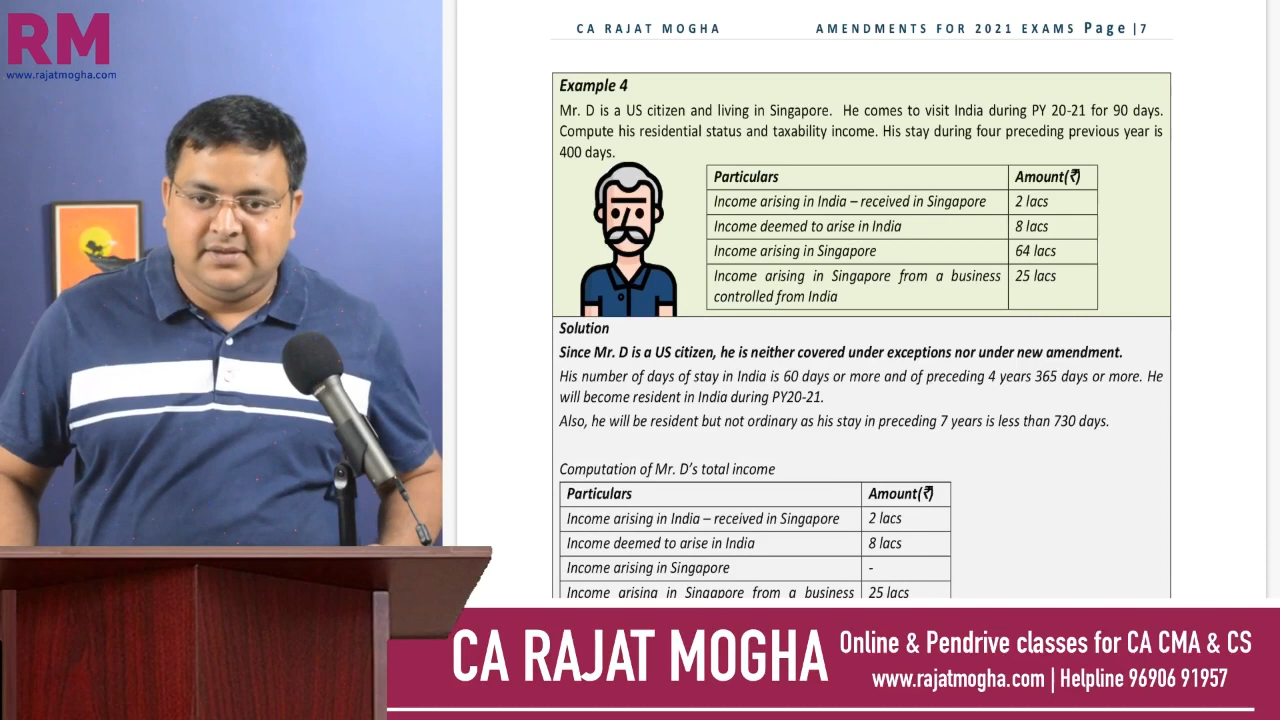 RM
www.rajatmogha.com
CA RAJAT MOGHA AMENDMENTS FOR 2021 EXAMS Page |7
Example 4
Mr. D is a US citizen and living in Singapore. He comes to visit India during PY 20-21 for 90 days.
Compute his residential status and taxability income. His stay during four preceding previous year is
400 days.
Particulars Amount(₹)
Income arising in India – received in Singapore 2 lacs
Income deemed to arise in India 8 lacs
Income arising in Singapore 64 lacs
Income arising in Singapore from a business 25 lacs
controlled from India
Solution
Since Mr. D is a US citizen, he is neither covered under exceptions nor under new amendment.
His number of days of stay in India is 60 days or more and of preceding 4 years 365 days or more. He
will become resident in India during PY20-21.
Also, he will be resident but not ordinary as his stay in preceding 7 years is less than 730 days.
Computation of Mr. D's total income
Particulars Amount(₹)
Income arising in India – received in Singapore 2 lacs
Income deemed to arise in India 8 lacs
Income arising in Singapore -
Income arising in Singapore from a business 25 lacs
CA RAJAT MOGHA
Online & Pendrive classes for CA CMA & CS
www.rajatmogha.com | Helpline 96906 91957